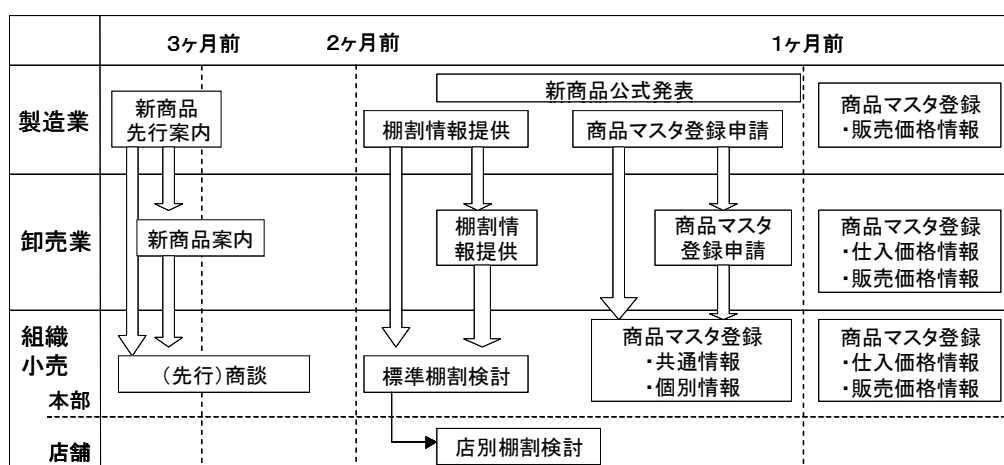 3ヶ月前
2ヶ月前
1ヶ月前
製造業
新商品
先行案内
棚割情報提供
新商品公式発表
商品マスタ登録申請
商品マスタ登録
・販売価格情報
卸売業
新商品案内
棚割情
報提供
商品マスタ
登録申請
商品マスタ登録
・仕入価格情報
・販売価格情報
組織
小売
本部
(先行)商談
標準棚割検討
商品マスタ登録
・共通情報
・個別情報
商品マスタ登録
・仕入価格情報
・販売価格情報
店舗
店別棚割検討